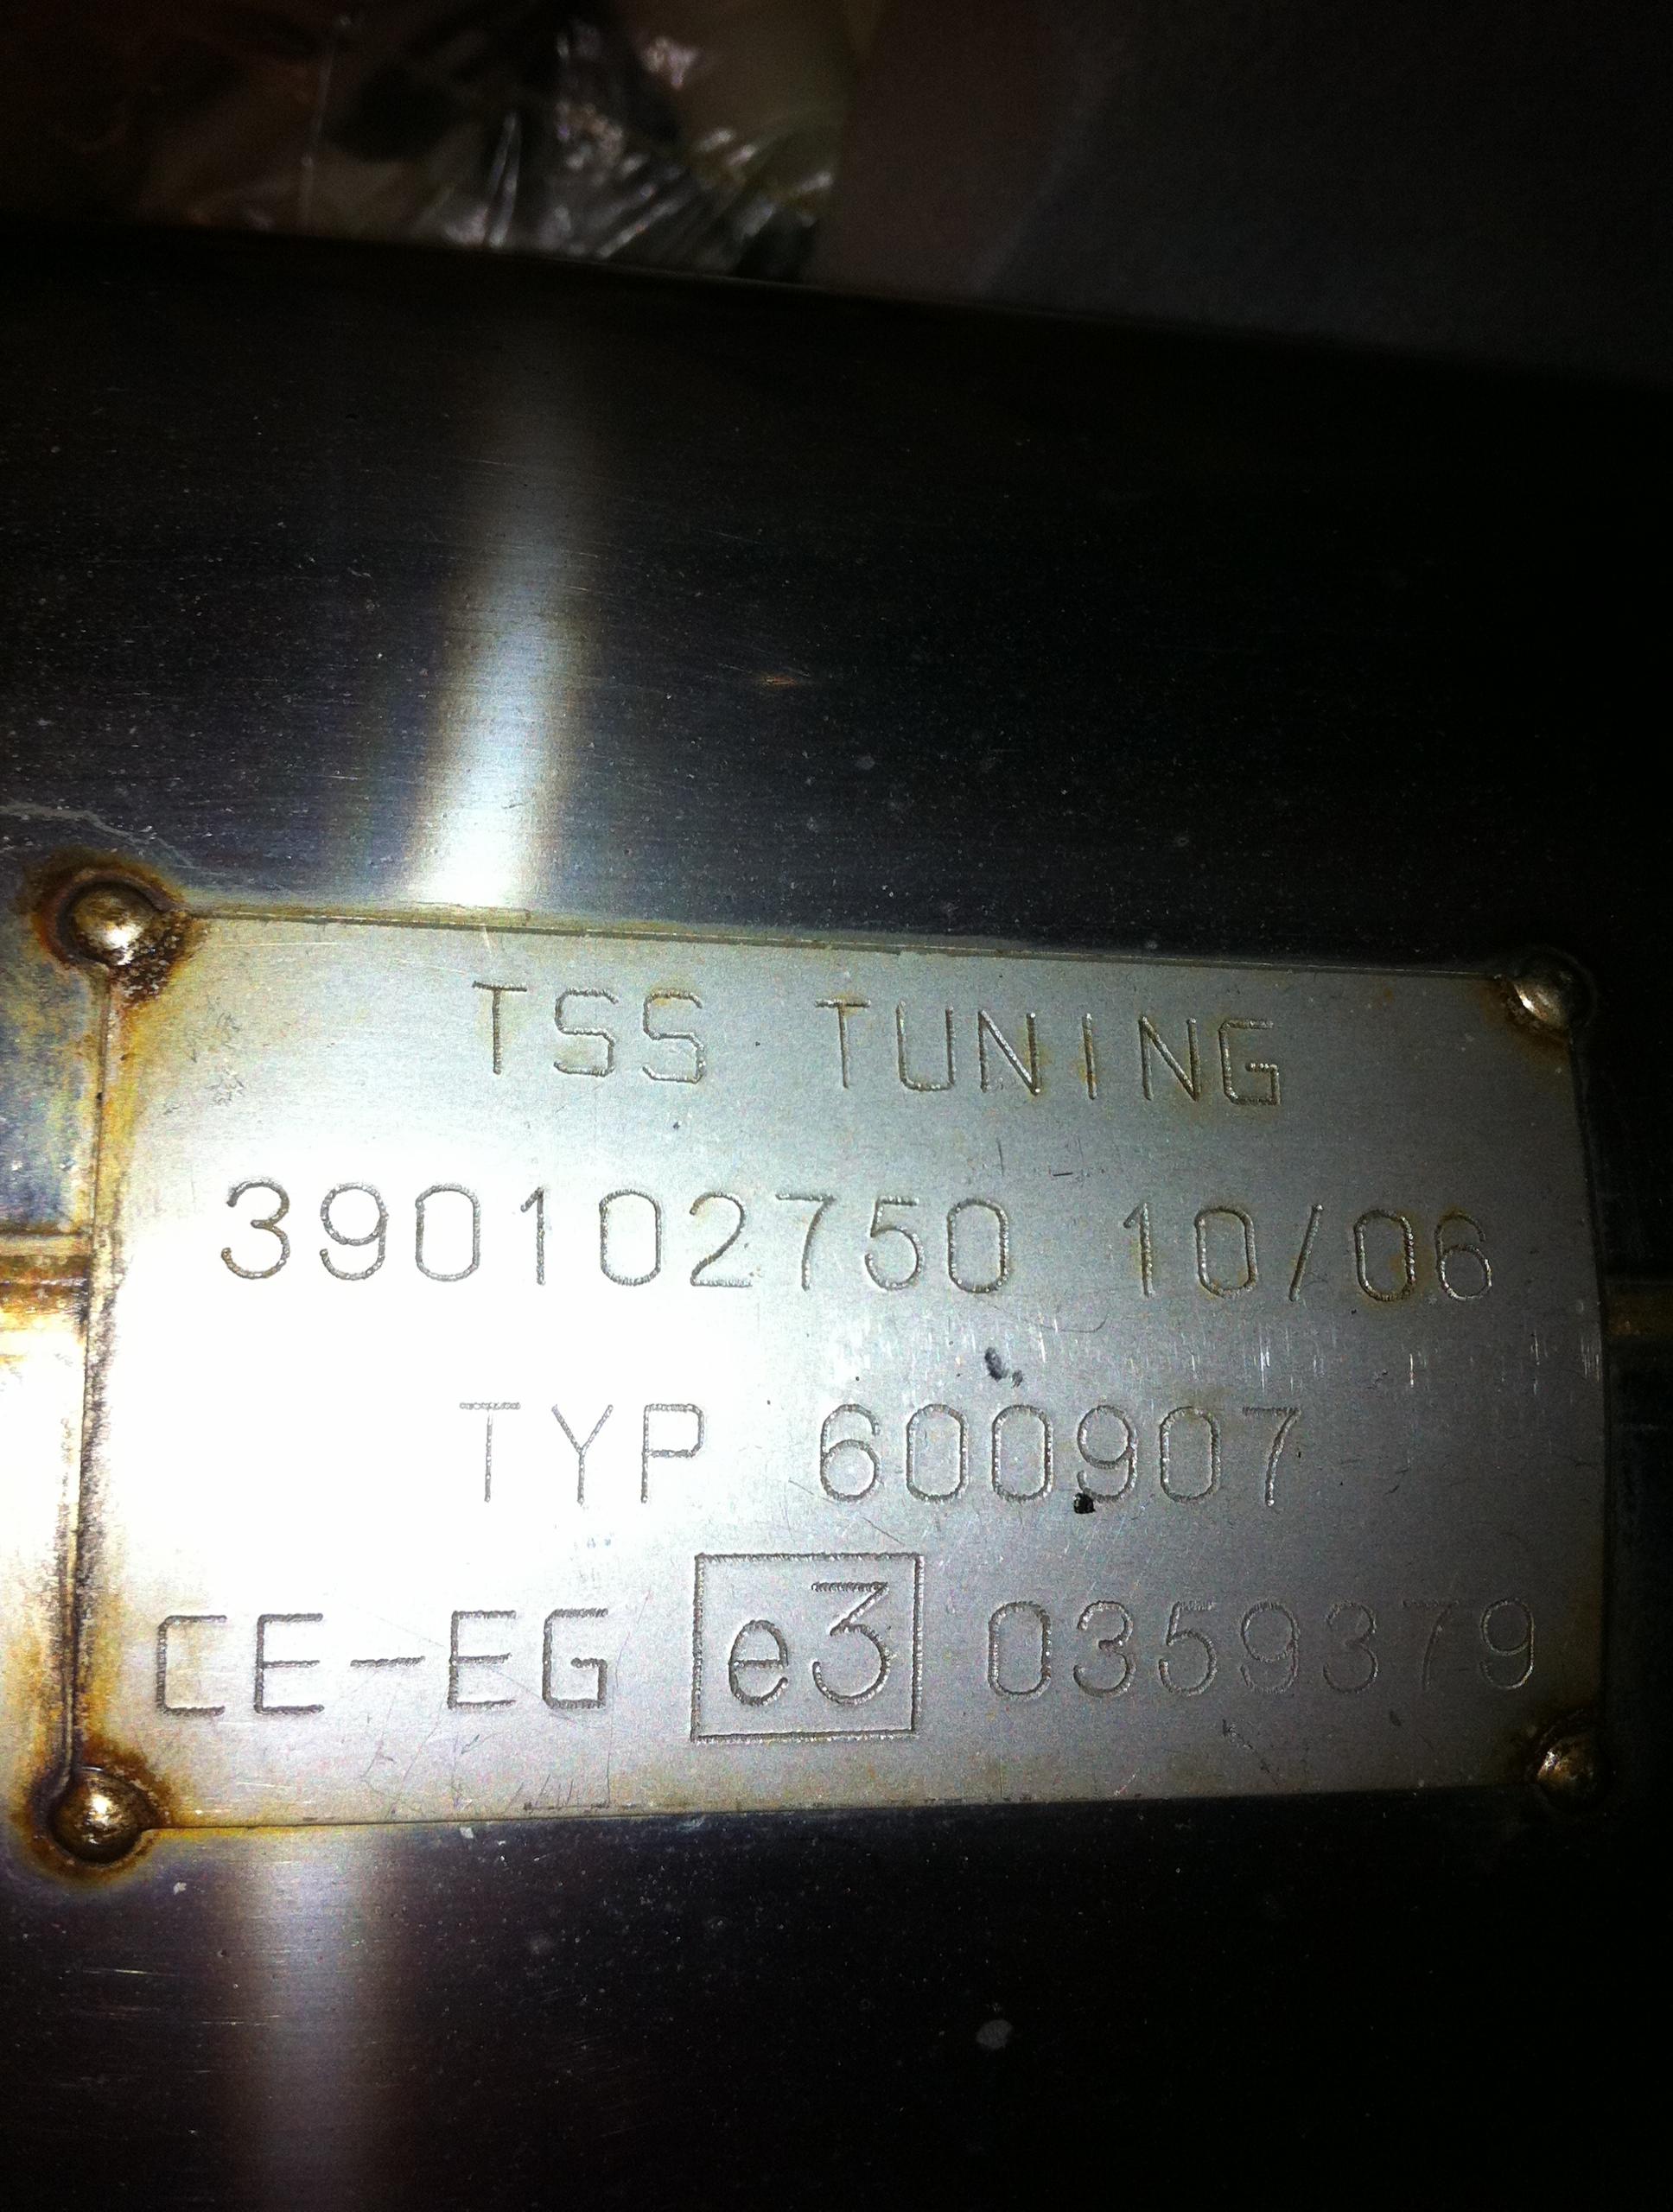 TSS TUNING
390102750 10/06
TYP 600907
CE-EG e3 0359379